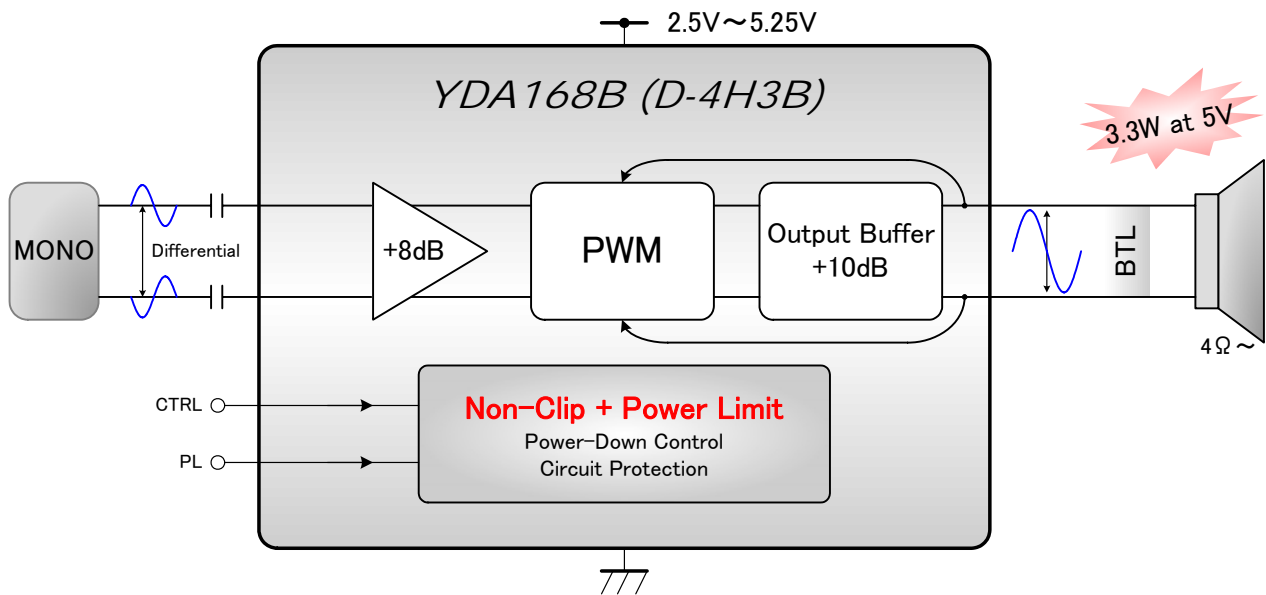 2.5V～5.25V
YDA168B (D-4H3B)
3.3W at 5V
MONO
Differential
+8dB
PWM
Output Buffer
+10dB
BTL
4Ω～
CTRL
PL
Non-Clip + Power Limit
Power-Down Control
Circuit Protection